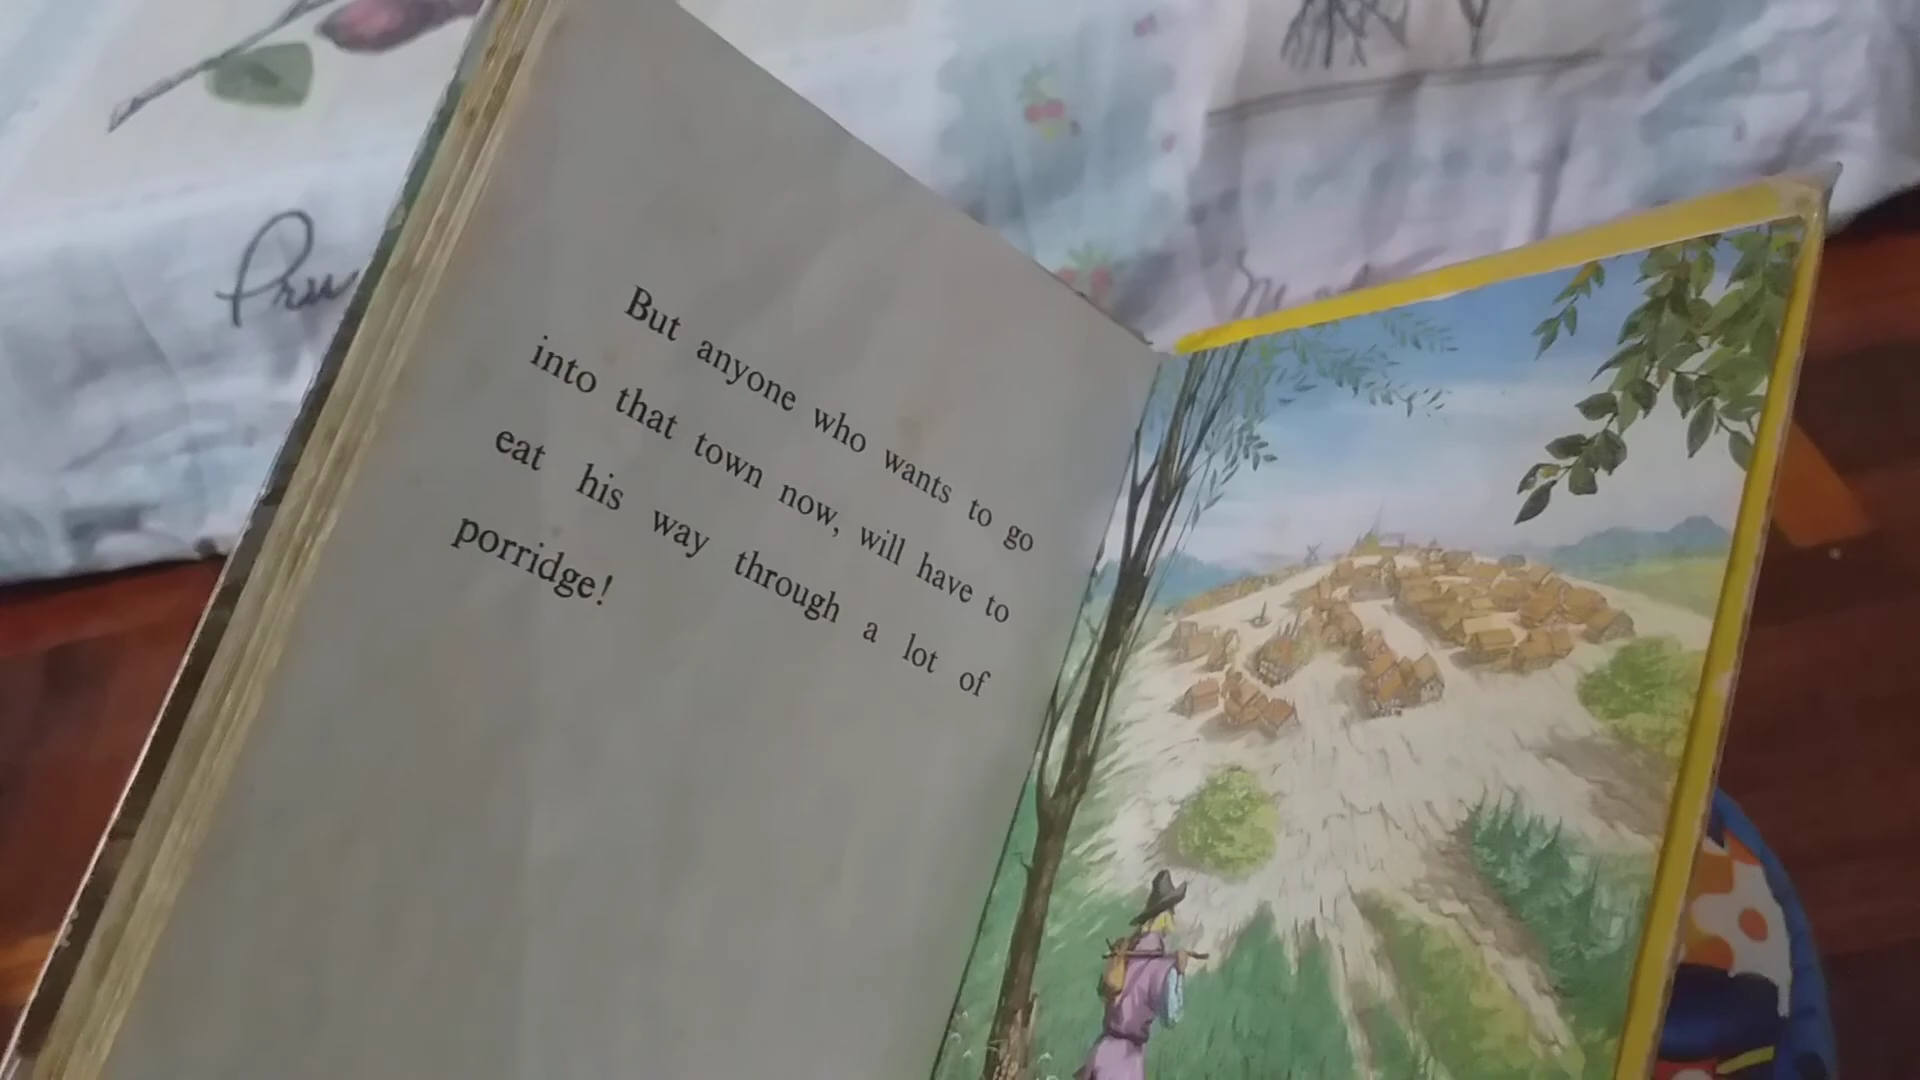 But anyone who wants to go
into that town now, will have to
eat his way through a lot of
porridge!